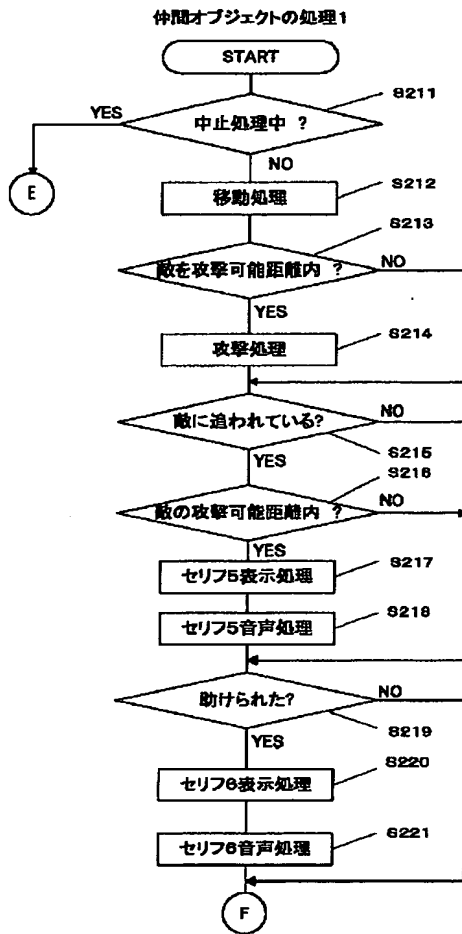 仲間オブジェクトの処理1
START
S211
YES
中止処理中 ?
E
NO
S212
移動処理
S213
敵を攻撃可能距離内 ?
NO
YES
S214
攻撃処理
敵に追われている?
NO
S215
YES
S216
敵の攻撃可能距離内 ?
NO
YES
S217
セリフ5表示処理
S218
セリフ5音声処理
助けられた?
NO
S219
YES
S220
セリフ6表示処理
S221
セリフ6音声処理
F